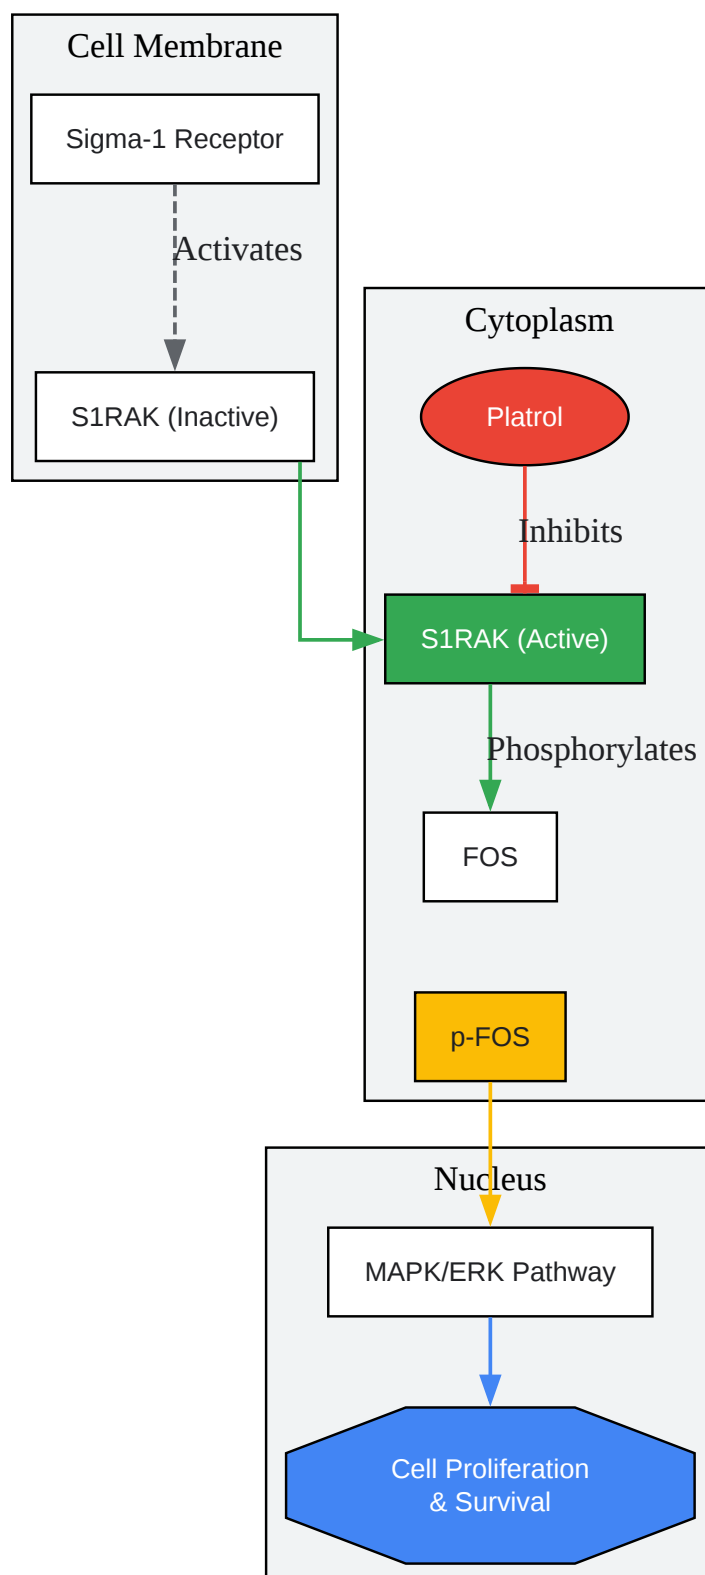 Cell Membrane
Sigma-1 Receptor
Activates
S1RAK (Inactive)
Cytoplasm
Platrol
Inhibits
S1RAK (Active)
Phosphorylates
FOS
p-FOS
Nucleus
MAPK/ERK Pathway
Cell Proliferation
& Survival